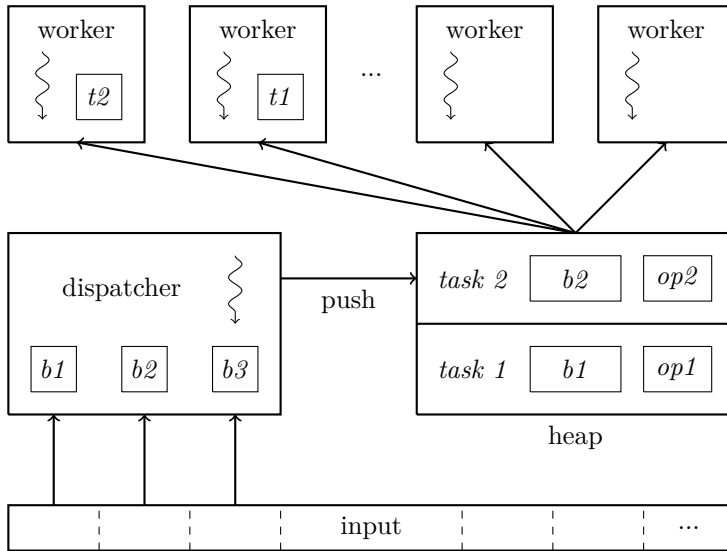 worker worker worker worker
t2 t1 ...
dispatcher
push
task 2 b2 op2
b1 b2 b3
task 1 b1 op1
heap
input ...